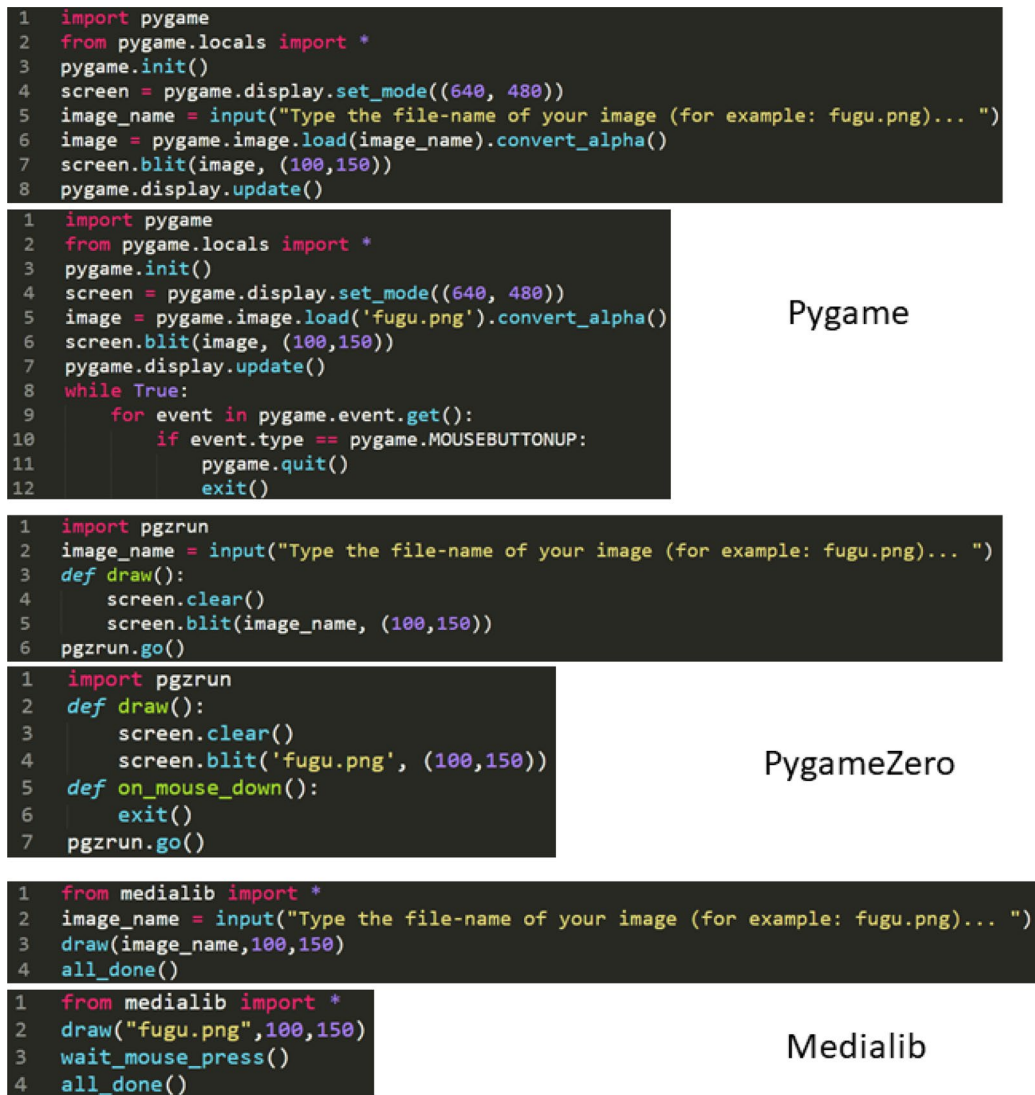 1 import pygame
2 from pygame.locals import *
3 pygame.init()
4 screen = pygame.display.set_mode((640, 480))
5 image_name = input("Type the file-name of your image (for example: fugu.png)... ")
6 image = pygame.image.load(image_name).convert_alpha()
7 screen.blit(image, (100,150))
8 pygame.display.update()
1 import pygame
2 from pygame.locals import *
3 pygame.init()
4 screen = pygame.display.set_mode((640, 480))
5 image = pygame.image.load('fugu.png').convert_alpha()
6 screen.blit(image, (100,150))
7 pygame.display.update()
8 while True:
9     for event in pygame.event.get():
10         if event.type == pygame.MOUSEBUTTONUP:
11             pygame.quit()
12             exit()
Pygame
1 import pgzrun
2 image_name = input("Type the file-name of your image (for example: fugu.png)... ")
3 def draw():
4     screen.clear()
5     screen.blit(image_name, (100,150))
6 pgzrun.go()
1 import pgzrun
2 def draw():
3     screen.clear()
4     screen.blit('fugu.png', (100,150))
5 def on_mouse_down():
6     exit()
7 pgzrun.go()
PygameZero
1 from medialib import *
2 image_name = input("Type the file-name of your image (for example: fugu.png)... ")
3 draw(image_name,100,150)
4 all_done()
1 from medialib import *
2 draw("fugu.png",100,150)
3 wait_mouse_press()
4 all_done()
Medialib